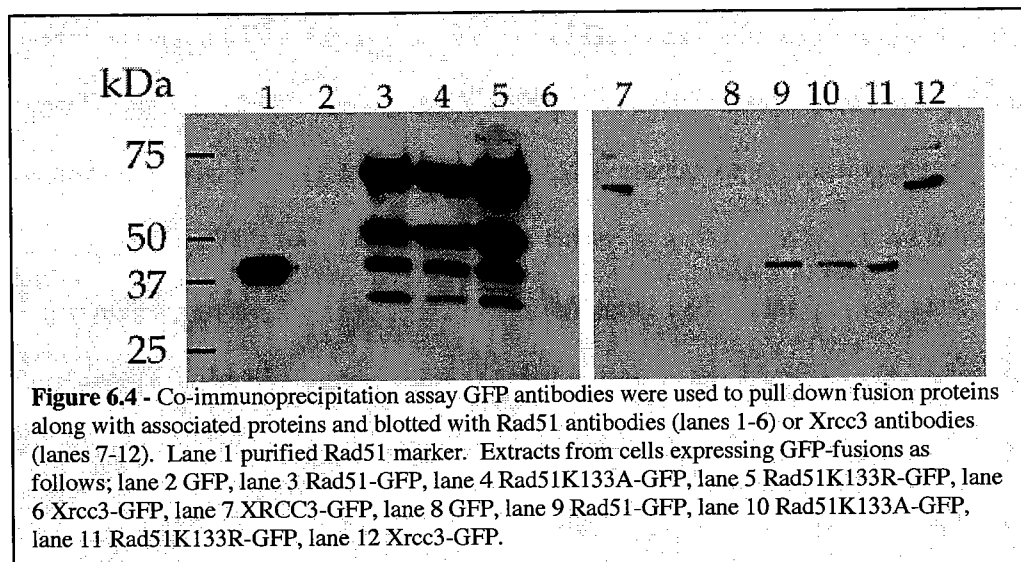 kDa 1 2 3 4 5 6 7 8 9 10 11 12
75
50
37
25
Figure 6.4 - Co-immunoprecipitation assay GFP antibodies were used to pull down fusion proteins
along with associated proteins and blotted with Rad51 antibodies (lanes 1-6) or Xrcc3 antibodies
(lanes 7-12). Lane 1 purified Rad51 marker. Extracts from cells expressing GFP-fusions as
follows; lane 2 GFP, lane 3 Rad51-GFP, lane 4 Rad51K133A-GFP, lane 5 Rad51K133R-GFP, lane
6 Xrcc3-GFP, lane 7 XRCC3-GFP, lane 8 GFP, lane 9 Rad51-GFP, lane 10 Rad51K133A-GFP,
lane 11 Rad51K133R-GFP, lane 12 Xrcc3-GFP.